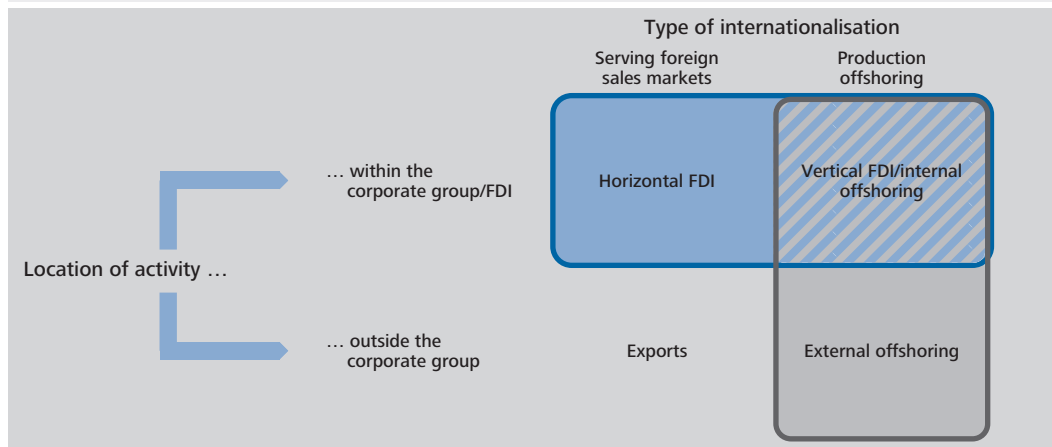 Type of internationalisation
Serving foreign
sales markets
Production
offshoring
… within the
corporate group/FDI
Horizontal FDI
Vertical FDI/internal
offshoring
Location of activity …
… outside the
corporate group
Exports
External offshoring